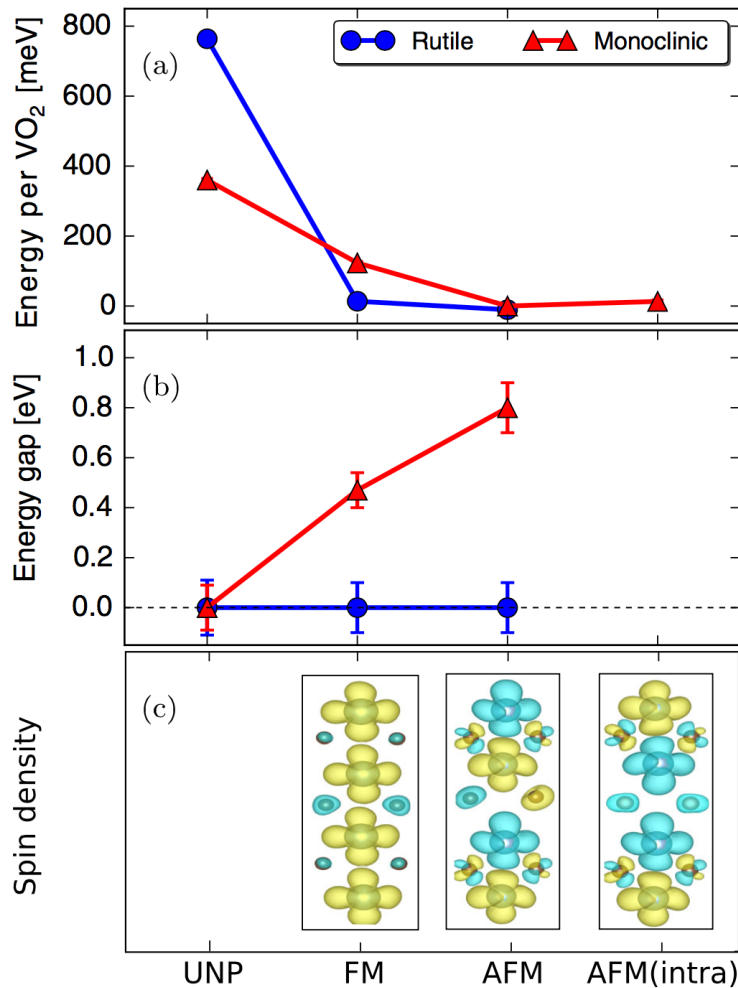 800
600
400
200
0
Energy per VO₂ [meV]
(a)
Rutile
Monoclinic
1.0
0.8
0.6
0.4
0.2
0.0
Energy gap [eV]
(b)
Spin density
(c)
UNP FM AFM AFM(intra)